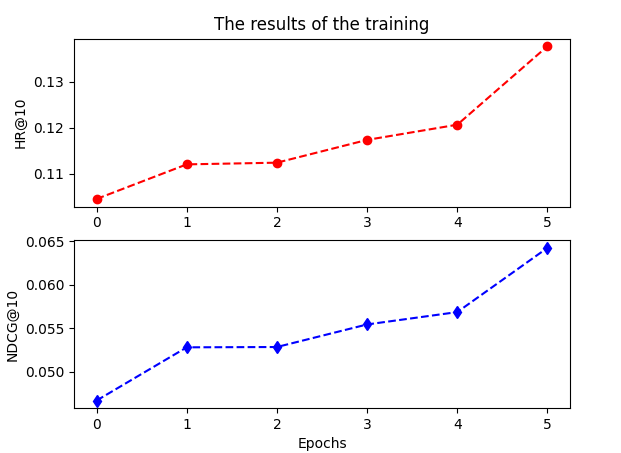 The results of the training
HR@10
0.13
0.12
0.11
0 1 2 3 4 5
NDCG@10
0.065
0.060
0.055
0.050
0 1 2 3 4 5
Epochs